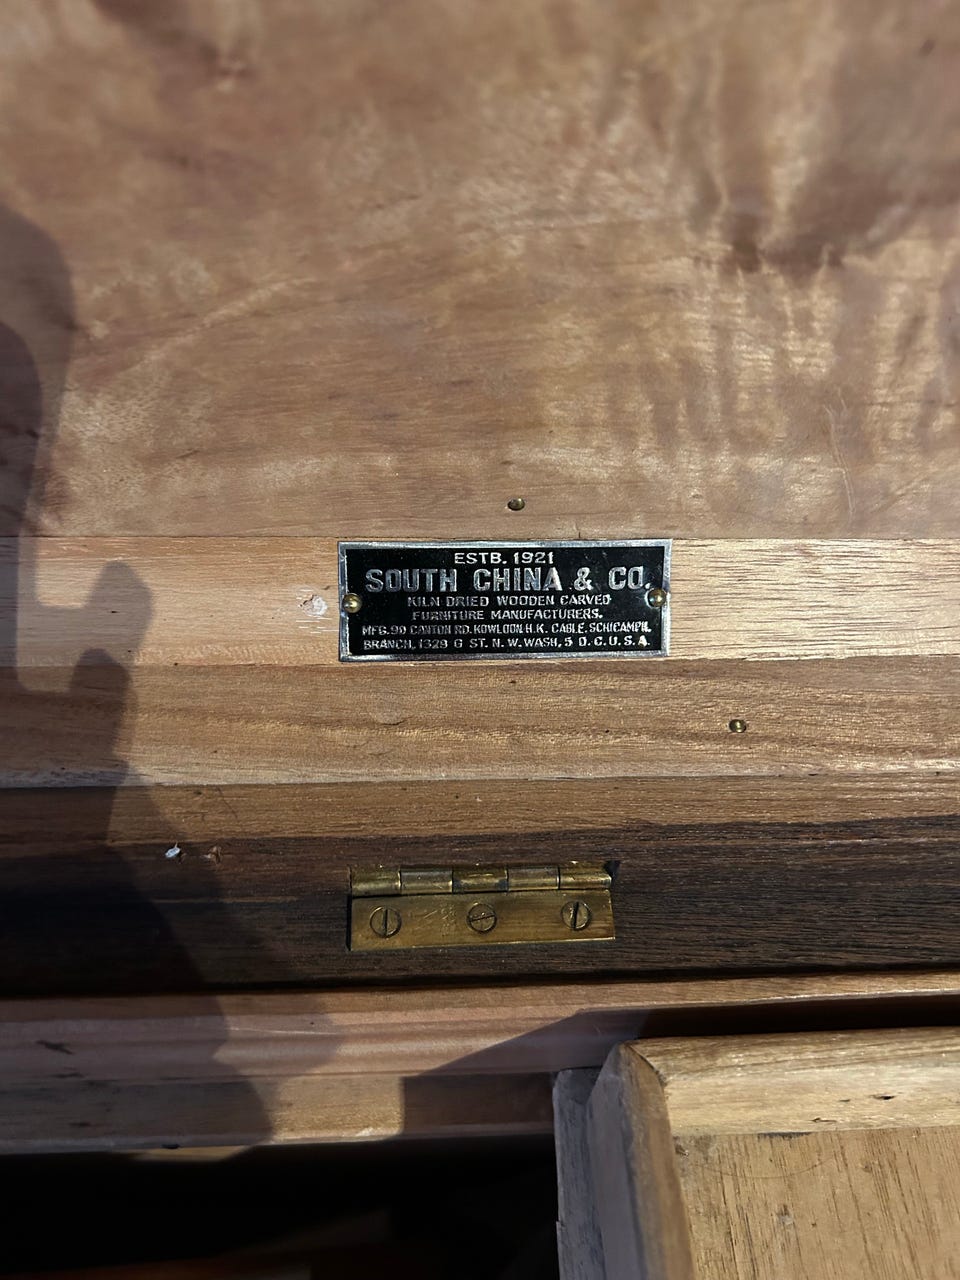 ESTB. 1921
SOUTH CHINA & CO.
KILN DRIED WOODEN CARVED
FURNITURE MANUFACTURERS.
MFG. 90 CANTON RD. KOWLOON H.K. CABLE. SCHICAMPH.
BRANCH, 1329 G ST. N. W. WASH, 5 D. C. U. S. A.